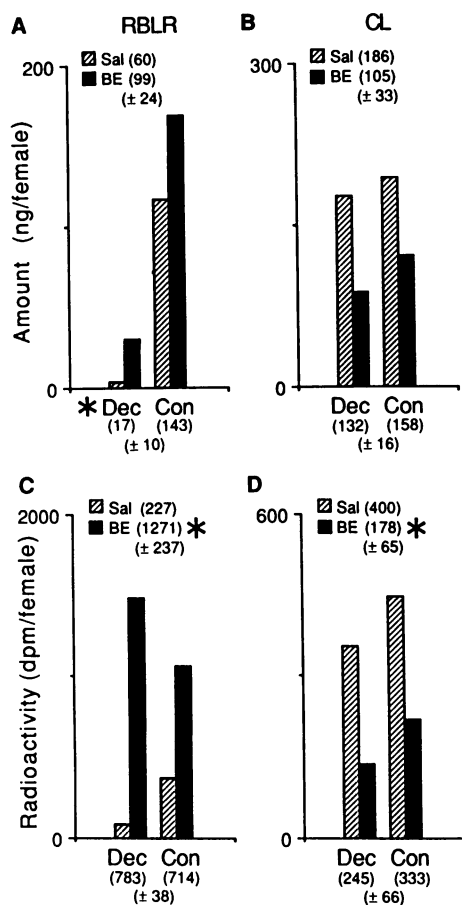 A RBLR
200
Sal (60)
BE (99)
(± 24)
Amount (ng/female)
0
* Dec Con
(17) (143)
(± 10)
B CL
300
Sal (186)
BE (105)
(± 33)
0
Dec Con
(132) (158)
(± 16)
C
2000
Sal (227)
BE (1271) *
(± 237)
Radioactivity (dpm/female)
0
Dec Con
(783) (714)
(± 38)
D
600
Sal (400)
BE (178) *
(± 65)
0
Dec Con
(245) (333)
(± 66)